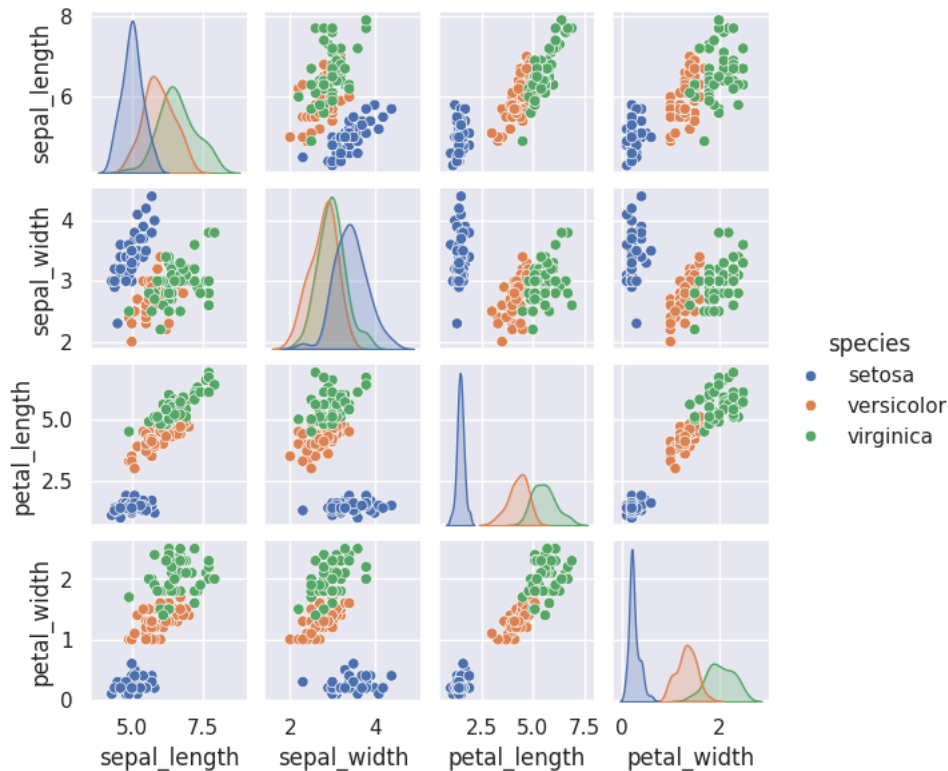 8
6
sepal_length
4
3
2
sepal_width
5.0
2.5
petal_length
2
1
0
petal_width
5.0 7.5
sepal_length
2 4
sepal_width
2.5 5.0 7.5
petal_length
0 2
petal_width
species
setosa
versicolor
virginica